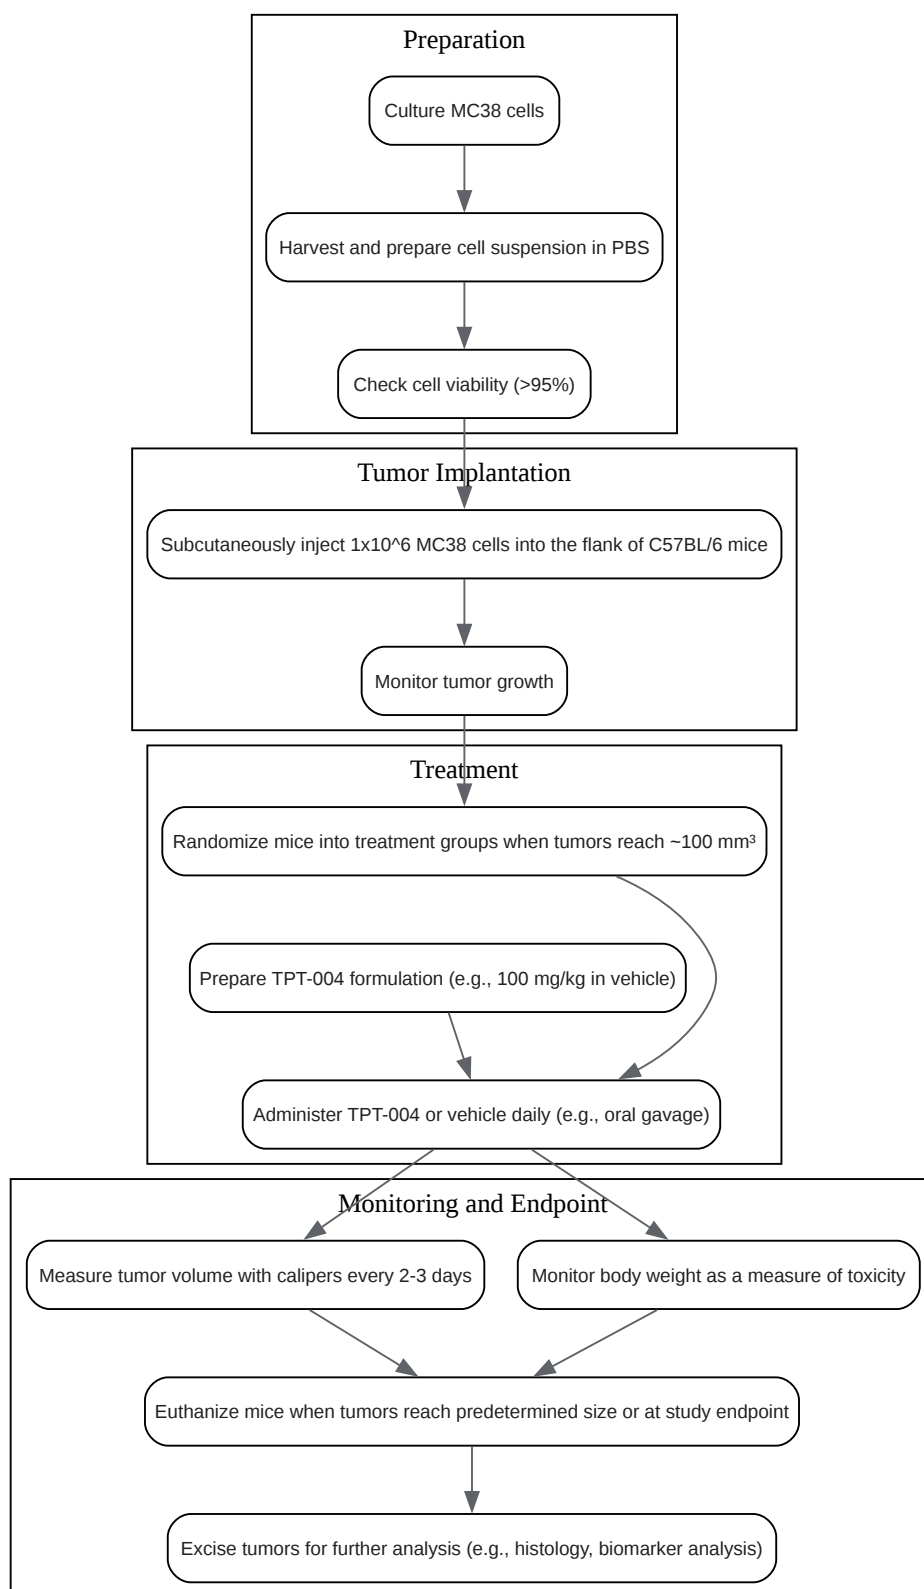 Preparation
Culture MC38 cells
Harvest and prepare cell suspension in PBS
Check cell viability (>95%)
Tumor Implantation
Subcutaneously inject 1x10^6 MC38 cells into the flank of C57BL/6 mice
Monitor tumor growth
Treatment
Randomize mice into treatment groups when tumors reach ~100 mm³
Prepare TPT-004 formulation (e.g., 100 mg/kg in vehicle)
Administer TPT-004 or vehicle daily (e.g., oral gavage)
Monitoring and Endpoint
Measure tumor volume with calipers every 2-3 days
Monitor body weight as a measure of toxicity
Euthanize mice when tumors reach predetermined size or at study endpoint
Excise tumors for further analysis (e.g., histology, biomarker analysis)